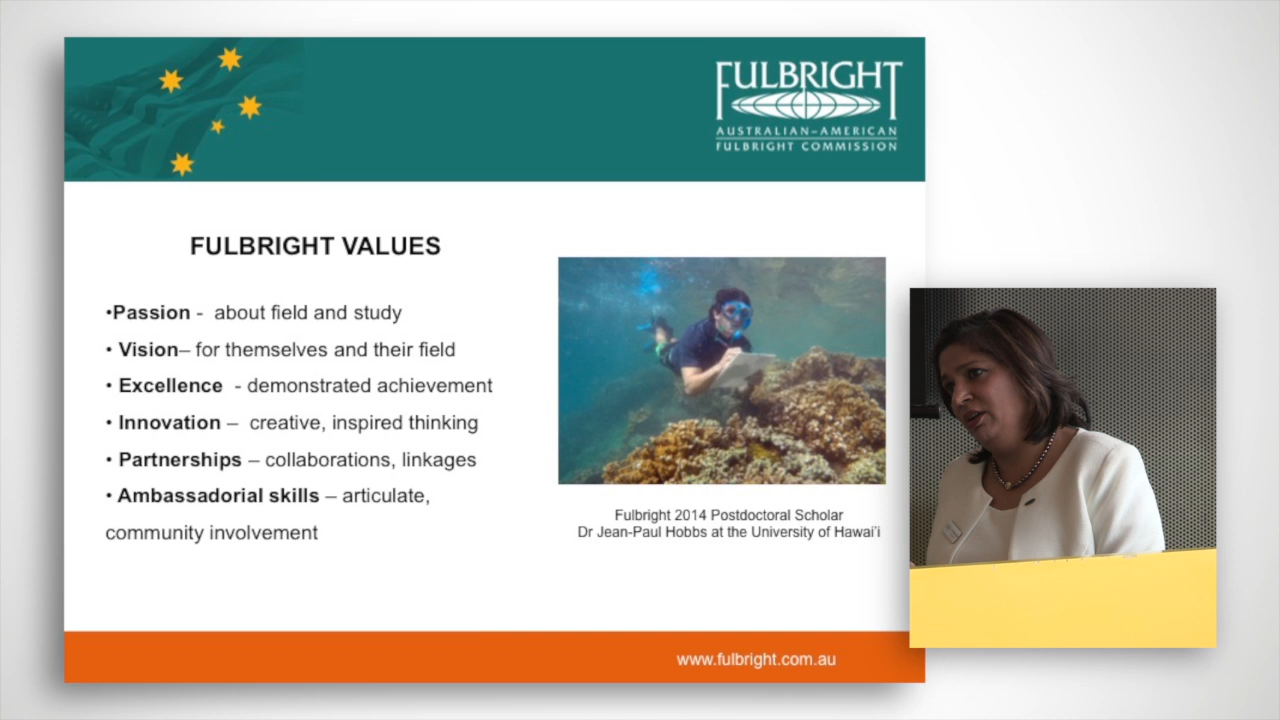 FULBRIGHT
AUSTRALIAN–AMERICAN
FULBRIGHT COMMISSION
FULBRIGHT VALUES
•Passion -  about field and study
• Vision– for themselves and their field
• Excellence  - demonstrated achievement
• Innovation –  creative, inspired thinking
• Partnerships – collaborations, linkages
• Ambassadorial skills – articulate,
community involvement
Fulbright 2014 Postdoctoral Scholar
Dr Jean-Paul Hobbs at the University of Hawai'i
www.fulbright.com.au